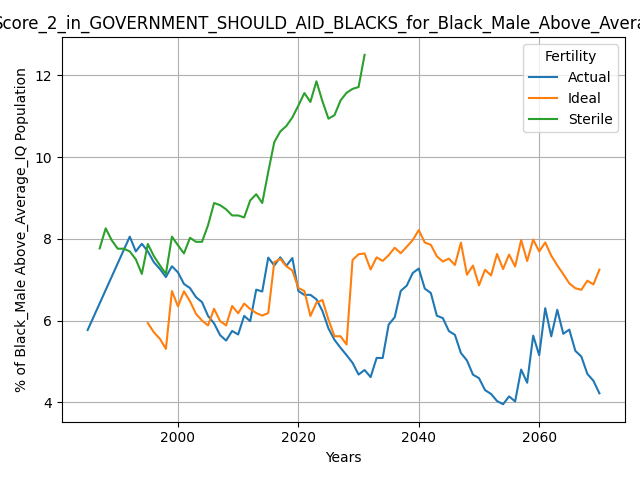 Score_2_in_GOVERNMENT_SHOULD_AID_BLACKS_for_Black_Male_Above_Avera
Fertility
Actual
Ideal
Sterile
% of Black_Male Above_Average_IQ Population
12
10
8
6
4
2000 2020 2040 2060
Years